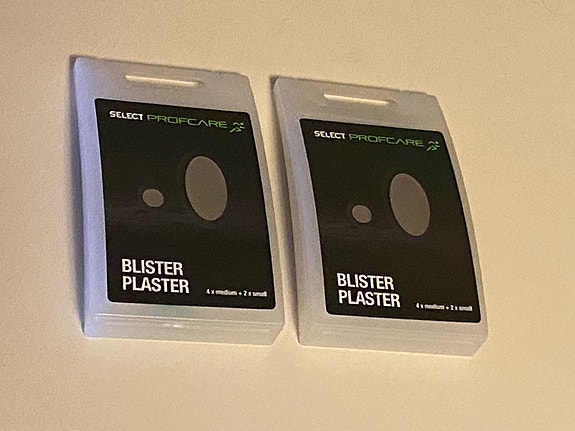 SELECT PROFCARE
BLISTER
PLASTER
4 x medium + 2 x small
SELECT PROFCARE
BLISTER
PLASTER
4 x medium + 2 x small